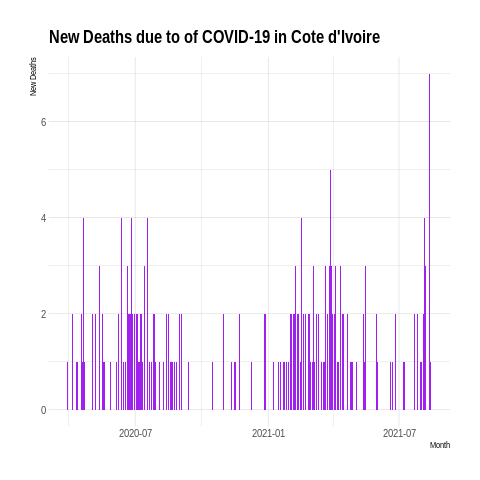 New Deaths due to of COVID-19 in Cote d'Ivoire
New Deaths
6
4
2
0
2020-07 2021-01 2021-07
Month